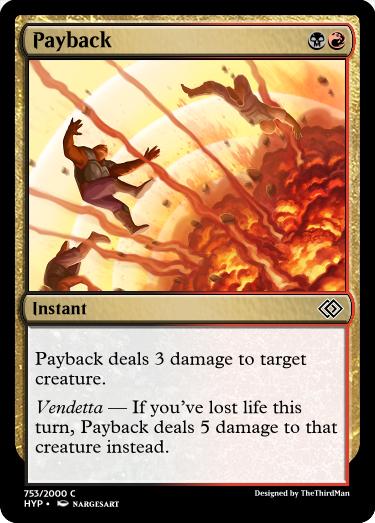 Payback
Instant
Payback deals 3 damage to target
creature.
Vendetta — If you've lost life this
turn, Payback deals 5 damage to that
creature instead.
753/2000 C
Designed by TheThirdMan
HYP • NARGESART